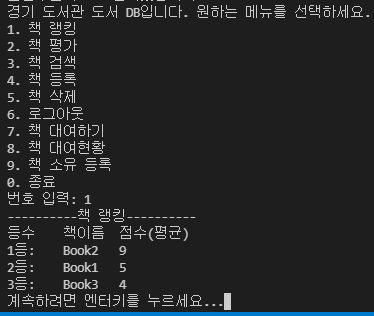 경기 도서관 도서 DB입니다. 원하는 메뉴를 선택하세요.
1. 책 랭킹
2. 책 평가
3. 책 검색
4. 책 등록
5. 책 삭제
6. 로그아웃
7. 책 대여하기
8. 책 대여현황
9. 책 소유 등록
0. 종료
번호 입력: 1
----------책 랭킹----------
등수 책이름 점수(평균)
1등: Book2 9
2등: Book1 5
3등: Book3 4
계속하려면 엔터키를 누르세요...